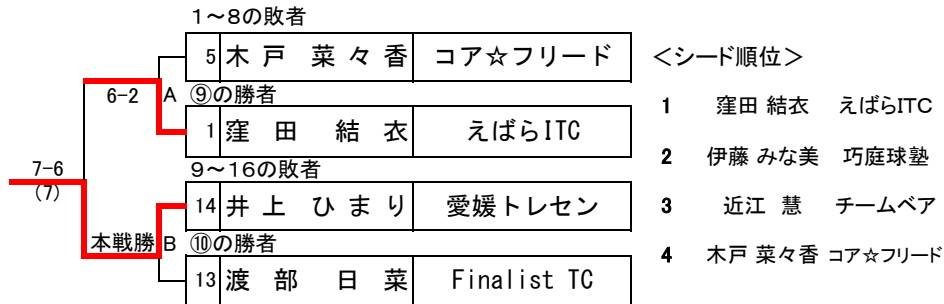 1～8の敗者
5 木戸 菜々香 コア☆フリード
6-2 A ⑨の勝者
1 窪田 結衣 えばらITC
7-6
(7)
9～16の敗者
14 井上 ひまり 愛媛トレセン
本戦勝 B ⑩の勝者
13 渡部 日菜 Finalist TC
＜シード順位＞
1 窪田 結衣 えばらITC
2 伊藤 みな美 巧庭球塾
3 近江 慧 チームベア
4 木戸 菜々香 コア☆フリード